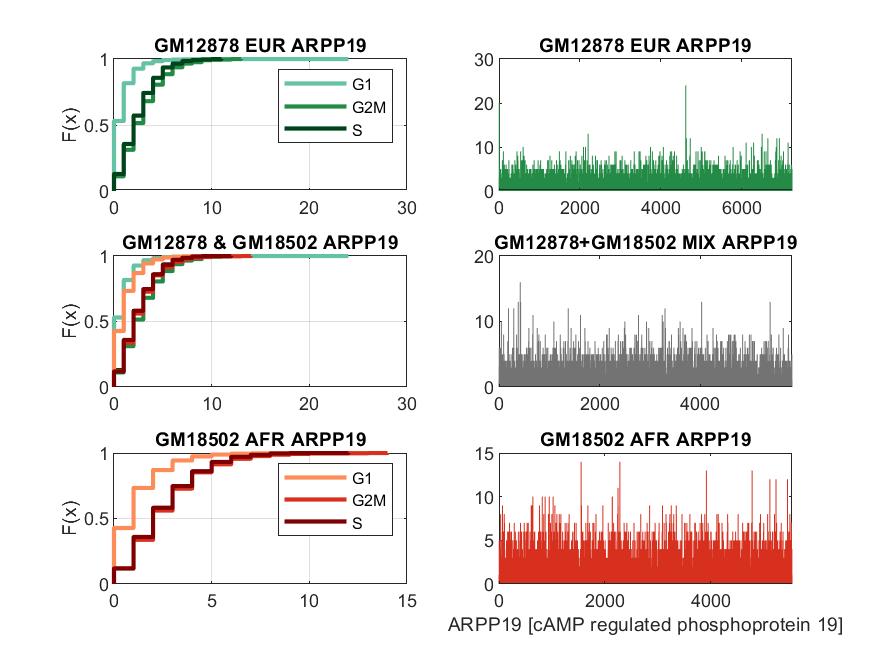 GM12878 EUR ARPP19
1
0.5
0
F(x)
0 10 20 30
G1
G2M
S
GM12878 EUR ARPP19
30
20
10
0
0 2000 4000 6000
GM12878 & GM18502 ARPP19
1
0.5
0
F(x)
0 10 20 30
GM12878+GM18502 MIX ARPP19
20
10
0
0 2000 4000
GM18502 AFR ARPP19
1
0.5
0
F(x)
0 5 10 15
G1
G2M
S
GM18502 AFR ARPP19
15
10
5
0
0 2000 4000
ARPP19 [cAMP regulated phosphoprotein 19]